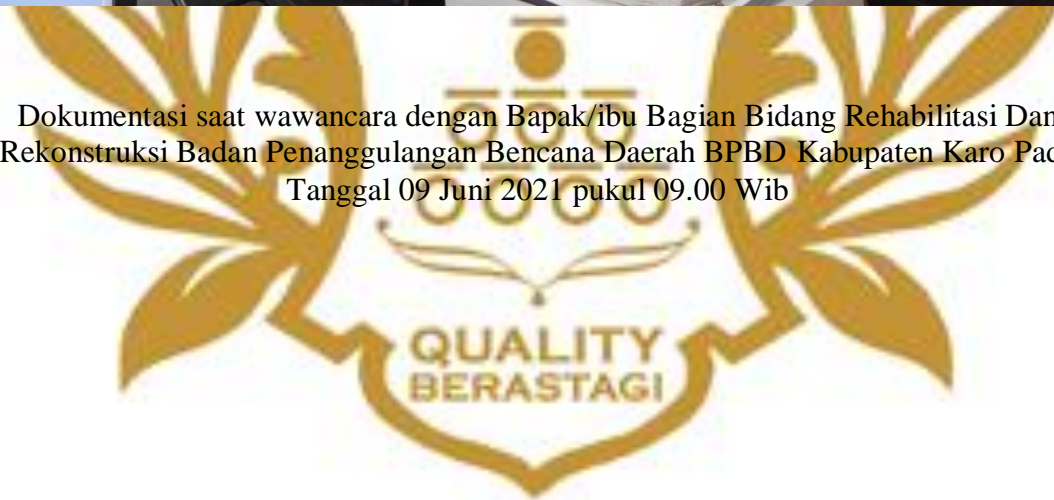 Dokumentasi saat wawancara dengan Bapak/ibu Bagian Bidang Rehabilitasi Dan
Rekonstruksi Badan Penanggulangan Bencana Daerah BPBD Kabupaten Karo Pad
Tanggal 09 Juni 2021 pukul 09.00 Wib
QUALITY
BERASTAGI